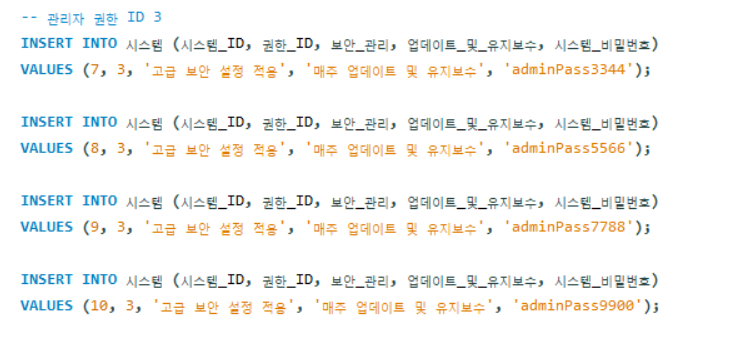 -- 관리자 권한 ID 3
INSERT INTO 시스템 (시스템_ID, 권한_ID, 보안_관리, 업데이트_및_유지보수, 시스템_비밀번호)
VALUES (7, 3, '고급 보안 설정 적용', '매주 업데이트 및 유지보수', 'adminPass3344');
INSERT INTO 시스템 (시스템_ID, 권한_ID, 보안_관리, 업데이트_및_유지보수, 시스템_비밀번호)
VALUES (8, 3, '고급 보안 설정 적용', '매주 업데이트 및 유지보수', 'adminPass5566');
INSERT INTO 시스템 (시스템_ID, 권한_ID, 보안_관리, 업데이트_및_유지보수, 시스템_비밀번호)
VALUES (9, 3, '고급 보안 설정 적용', '매주 업데이트 및 유지보수', 'adminPass7788');
INSERT INTO 시스템 (시스템_ID, 권한_ID, 보안_관리, 업데이트_및_유지보수, 시스템_비밀번호)
VALUES (10, 3, '고급 보안 설정 적용', '매주 업데이트 및 유지보수', 'adminPass9900');